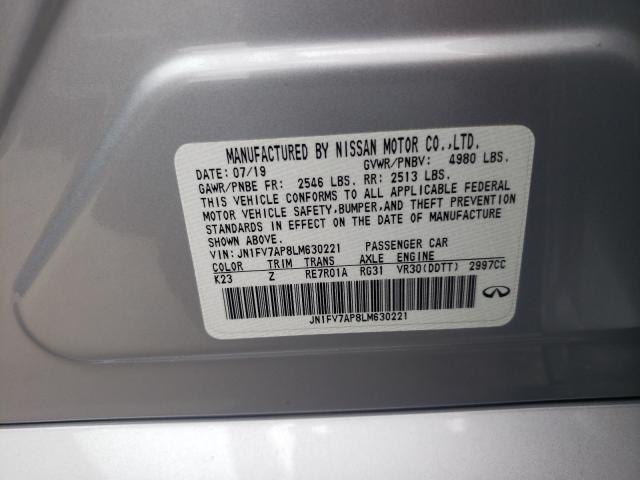 MANUFACTURED BY NISSAN MOTOR CO.,LTD.
DATE: 07/19 GVWR/PNBV: 4980 LBS.
GAWR/PNBE FR: 2546 LBS. RR: 2513 LBS.
THIS VEHICLE CONFORMS TO ALL APPLICABLE FEDERAL
MOTOR VEHICLE SAFETY,BUMPER,AND THEFT PREVENTION
STANDARDS IN EFFECT ON THE DATE OF MANUFACTURE
SHOWN ABOVE.
VIN: JN1FV7AP8LM630221 PASSENGER CAR
COLOR TRIM TRANS AXLE ENGINE
K23 Z RE7R01A RG31 VR30(DDTT) 2997CC
JN1FV7AP8LM630221